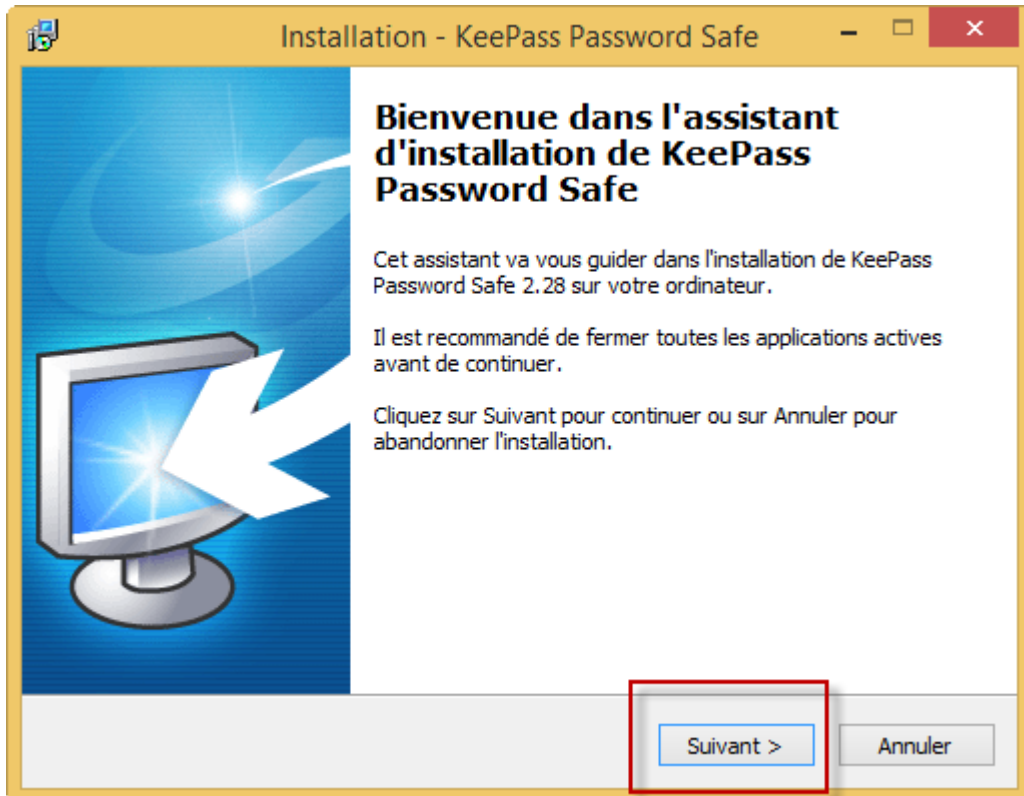 Installation - KeePass Password Safe
Bienvenue dans l'assistant
d'installation de KeePass
Password Safe
Cet assistant va vous guider dans l'installation de KeePass
Password Safe 2.28 sur votre ordinateur.
Il est recommandé de fermer toutes les applications actives
avant de continuer.
Cliquez sur Suivant pour continuer ou sur Annuler pour
abandonner l'installation.
Suivant >
Annuler